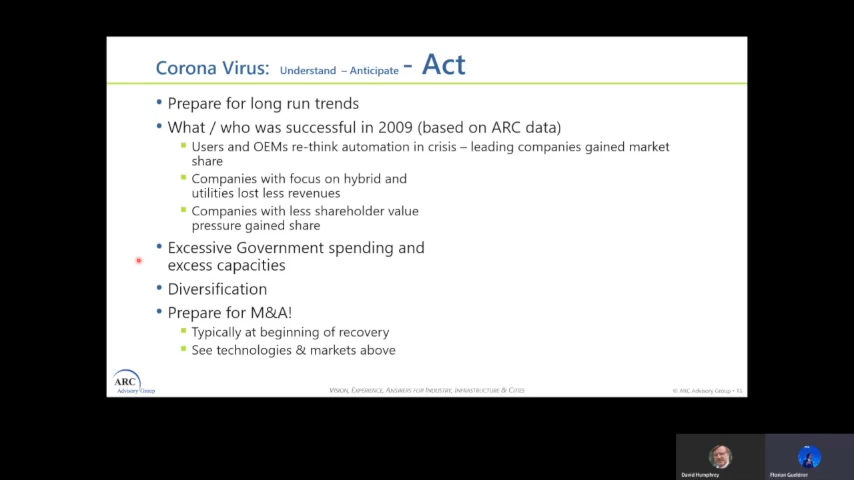 Corona Virus: Understand – Anticipate - Act
• Prepare for long run trends
• What / who was successful in 2009 (based on ARC data)
Users and OEMs re-think automation in crisis – leading companies gained market
share
Companies with focus on hybrid and
utilities lost less revenues
Companies with less shareholder value
pressure gained share
• Excessive Government spending and
excess capacities
• Diversification
• Prepare for M&A!
Typically at beginning of recovery
See technologies & markets above
ARC
Advisory Group
Vision, Experience, Answers for Industry, Infrastructure & Cities
© ARC Advisory Group •
David Humphrey
Florian Gueldner